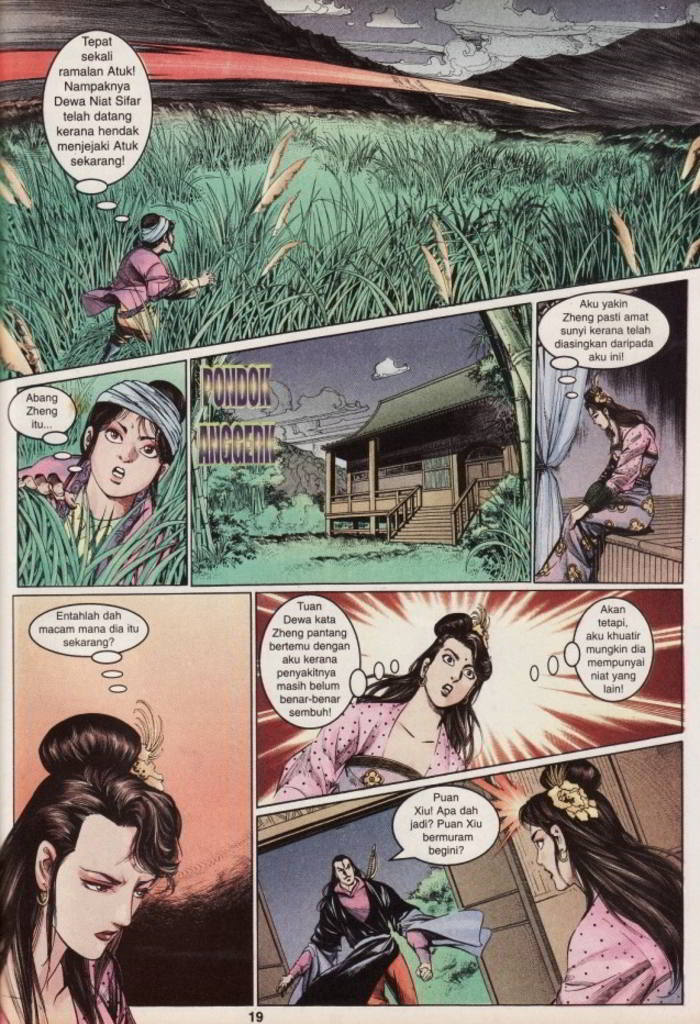 Tepat
sekali
ramalan Atuk!
Nampaknya
Dewa Niat Sifar
telah datang
kerana hendak
menjejaki Atuk
sekarang!
Abang
Zheng
itu...
PONDOK
ANGGERIK
Aku yakin
Zheng pasti amat
sunyi kerana telah
diasingkan daripada
aku ini!
Entahlah dah
macam mana dia itu
sekarang?
Tuan
Dewa kata
Zheng pantang
bertemu dengan
aku kerana
penyakitnya
masih belum
benar-benar
sembuh!
Akan
tetapi,
aku khuatir
mungkin dia
mempunyai
niat yang
lain!
Puan
Xiu! Apa dah
jadi? Puan Xiu
bermuram
begini?
19